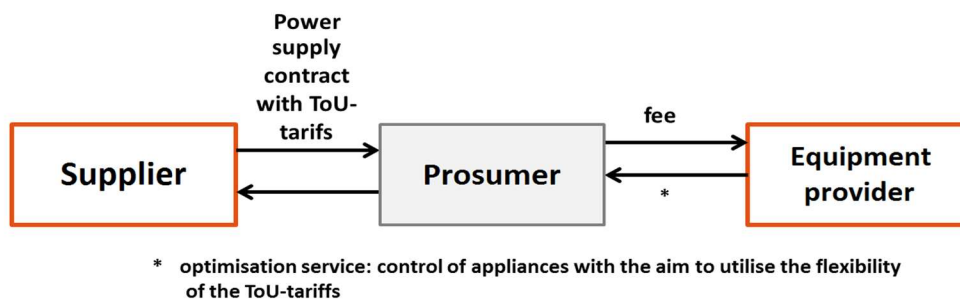 Power
supply
contract
with ToU-
tarifs
Supplier
Prosumer
fee
*
Equipment
provider
* optimisation service: control of appliances with the aim to utilise the flexibility
of the ToU-tariffs